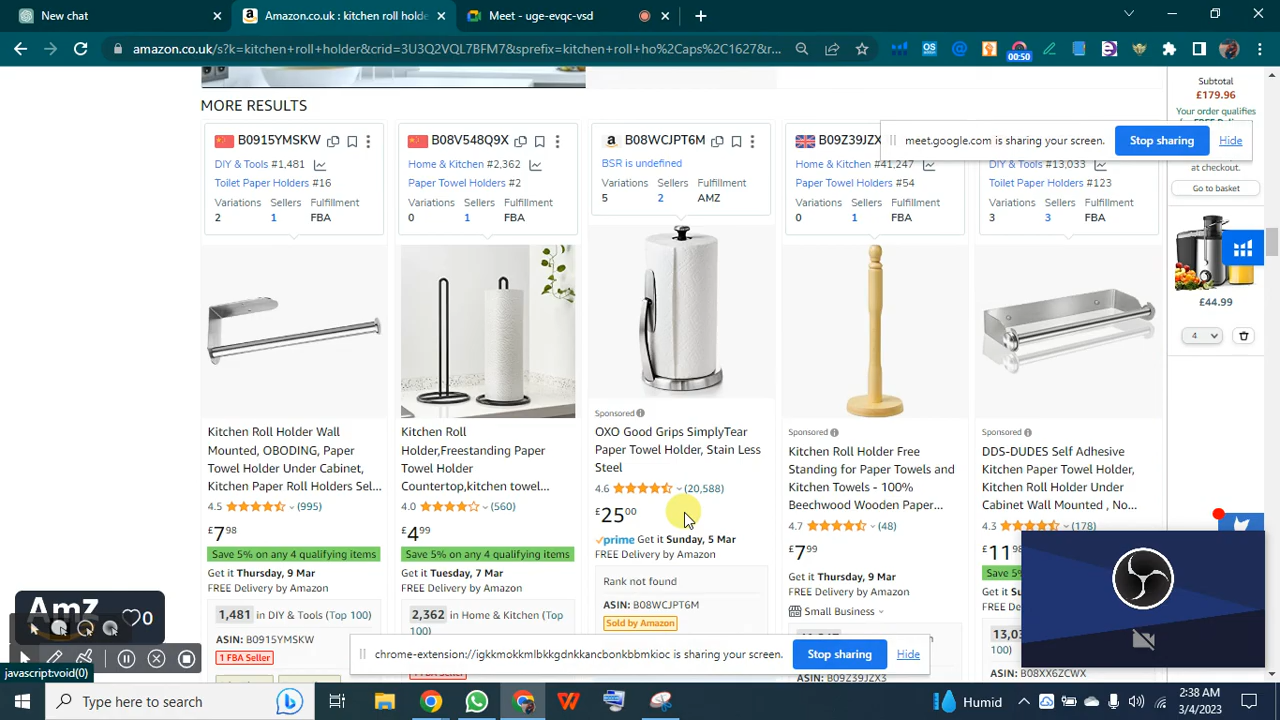 New chat
Amazon.co.uk : kitchen roll holde
Meet - uge-evqc-vsd
amazon.co.uk/s?k=kitchen+roll+holder&crid=3U3Q2VQL7BFM7&sprefix=kitchen+roll+ho%2Caps%2C1627&r...
00:50
MORE RESULTS
Subtotal
£179.96
Your order qualifies
meet.google.com is sharing your screen.
Stop sharing
Hide
at checkout.
Go to basket
£44.99
4
B0915YMSKW
DIY & Tools #1,481
Toilet Paper Holders #16
Variations Sellers Fulfillment
2 1 FBA
B08V548Q9X
Home & Kitchen #2,362
Paper Towel Holders #2
Variations Sellers Fulfillment
0 1 FBA
B08WCJPT6M
BSR is undefined
Variations Sellers Fulfillment
5 2 AMZ
B09Z39JZX
Home & Kitchen #41,247
Paper Towel Holders #54
Variations Sellers Fulfillment
0 1 FBA
DIY & Tools #13,033
Toilet Paper Holders #123
Variations Sellers Fulfillment
3 3 FBA
Kitchen Roll Holder Wall
Mounted, OBODING, Paper
Towel Holder Under Cabinet,
Kitchen Paper Roll Holders Sel...
4.5 (995)
£7.98
Save 5% on any 4 qualifying items
Get it Thursday, 9 Mar
FREE Delivery by Amazon
1,481 in DIY & Tools (Top 100)
ASIN: B0915YMSKW
1 FBA Seller
Kitchen Roll
Holder,Freestanding Paper
Towel Holder
Countertop,kitchen towel...
4.0 (560)
£4.99
Save 5% on any 4 qualifying items
Get it Tuesday, 7 Mar
FREE Delivery by Amazon
2,362 in Home & Kitchen (Top
100)
Sponsored
OXO Good Grips SimplyTear
Paper Towel Holder, Stain Less
Steel
4.6 (20,588)
£25.00
prime Get it Sunday, 5 Mar
FREE Delivery by Amazon
Rank not found
ASIN: B08WCJPT6M
Sold by Amazon
Sponsored
Kitchen Roll Holder Free
Standing for Paper Towels and
Kitchen Towels - 100%
Beechwood Wooden Paper...
4.7 (48)
£7.99
Get it Thursday, 9 Mar
FREE Delivery by Amazon
Small Business
ASIN: B09Z39JZX3
Sponsored
DDS-DUDES Self Adhesive
Kitchen Paper Towel Holder,
Kitchen Roll Holder Under
Cabinet Wall Mounted , No...
4.3 (178)
£11.98
Save 5%
Get it Thu
FREE De
13,03
100)
ASIN: B08XX6ZCWX
AmZ
0
javascript:void(0)
chrome-extension://igkkmokkmlbkkgdnkkancbonkbbmkioc is sharing your screen.
Stop sharing
Hide
Type here to search
Humid
2:38 AM
3/4/2023